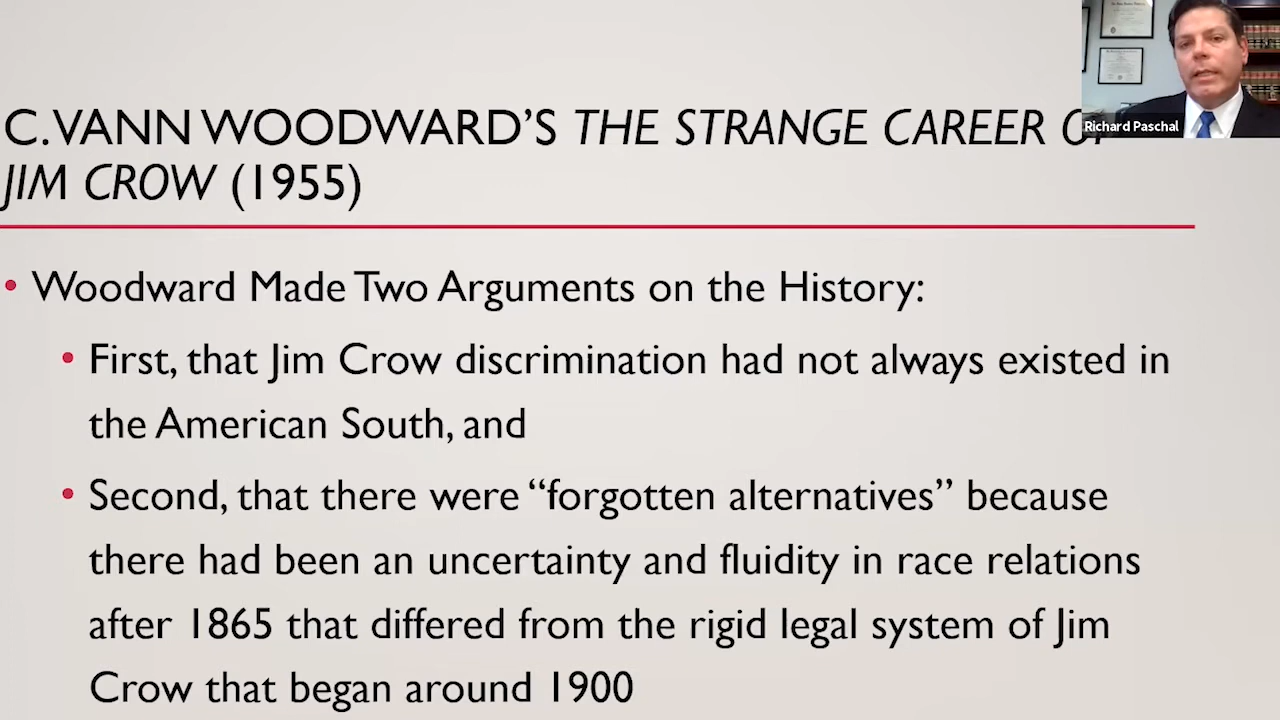 C. VANN WOODWARD'S THE STRANGE CAREER
JIM CROW (1955)
Richard Paschal
• Woodward Made Two Arguments on the History:
• First, that Jim Crow discrimination had not always existed in
the American South, and
• Second, that there were “forgotten alternatives” because
there had been an uncertainty and fluidity in race relations
after 1865 that differed from the rigid legal system of Jim
Crow that began around 1900